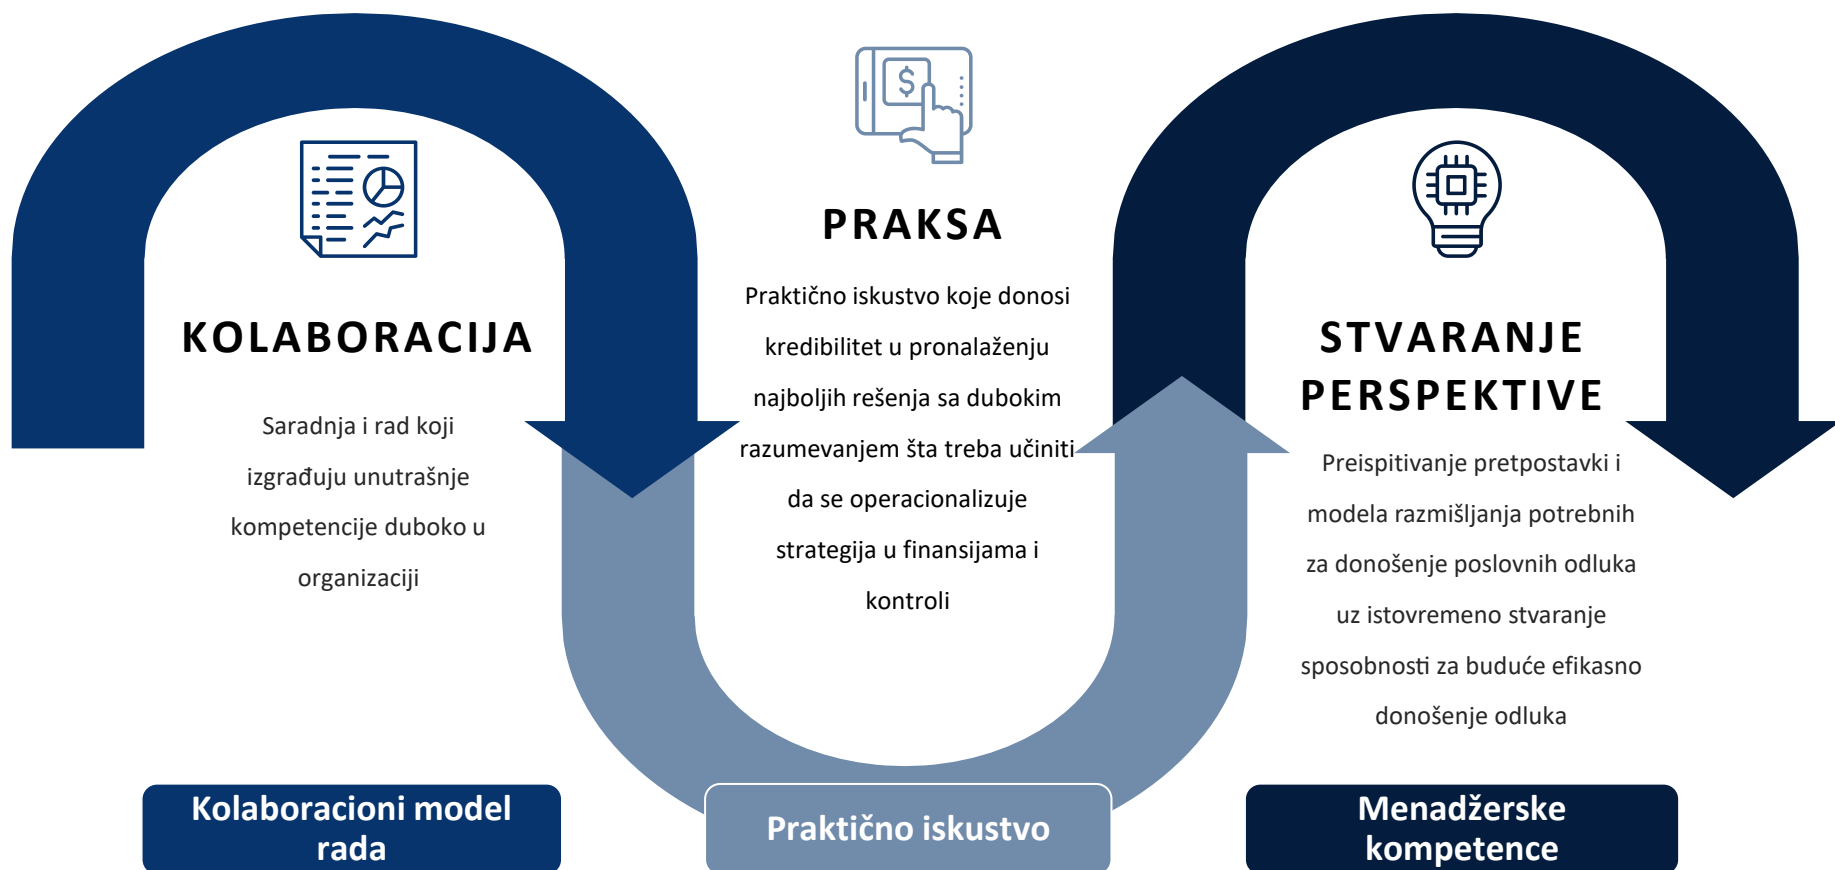 KOLABORACIJA
Saradnja i rad koji
izgrađuju unutrašnje
kompetencije duboko u
organizaciji
Kolaboracioni model
rada
$
PRAKSA
Praktično iskustvo koje donosi
kredibilitet u pronalaženju
najboljih rešenja sa dubokim
razumevanjem šta treba učiniti
da se operacionalizuje
strategija u finansijama i
kontroli
Praktično iskustvo
STVARANJE
PERSPEKTIVE
Preispitivanje pretpostavki i
modela razmišljanja potrebnih
za donošenje poslovnih odluka
uz istovremeno stvaranje
sposobnosti za buduće efikasno
donošenje odluka
Menadžerske
kompetence